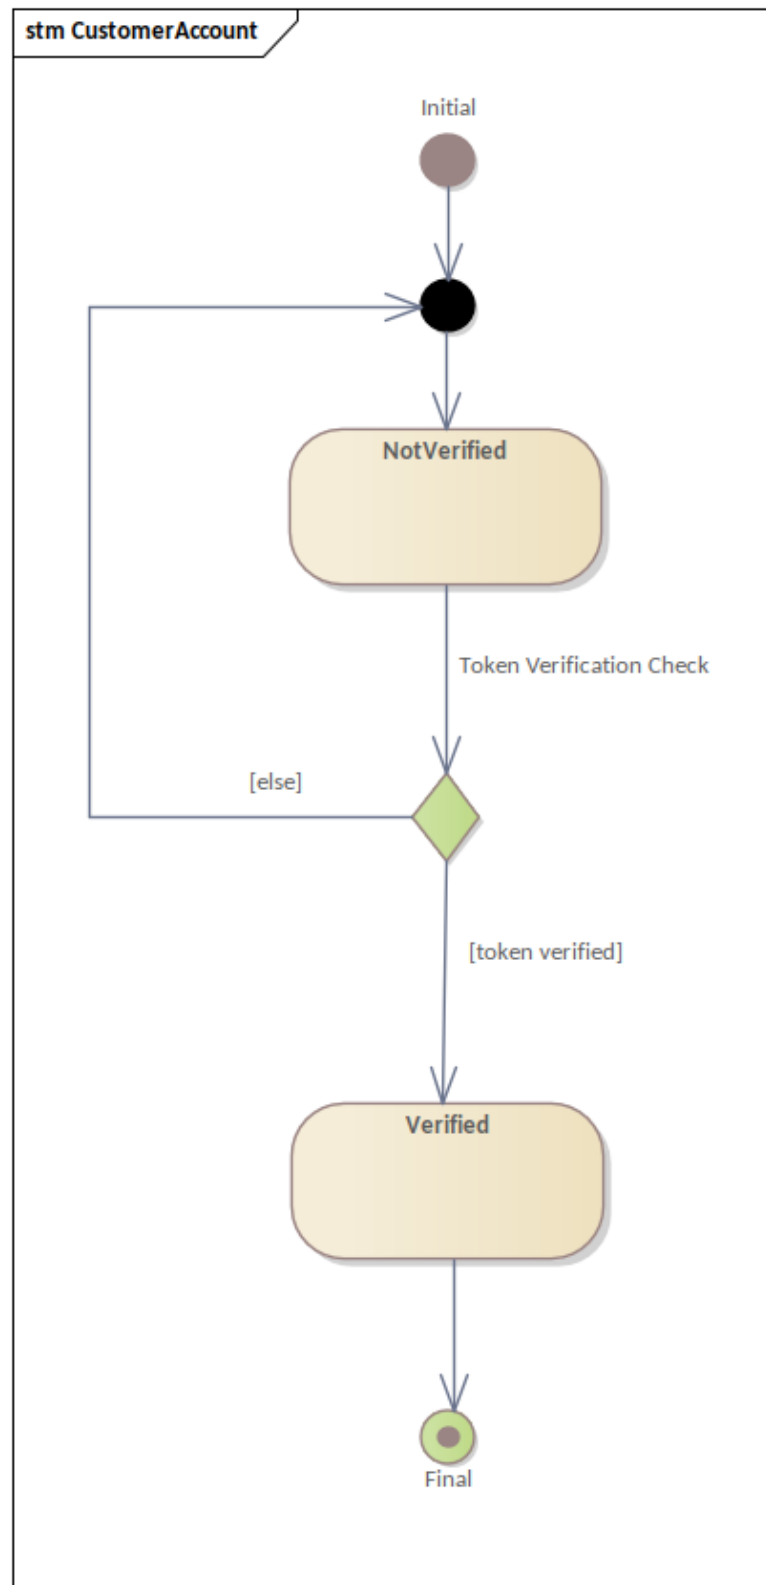 stm CustomerAccount
Initial
NotVerified
Token Verification Check
[else]
[token verified]
Verified
Final